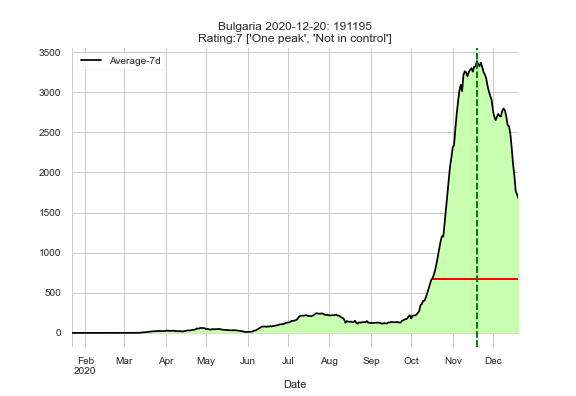 Bulgaria 2020-12-20: 191195
Rating:7 ['One peak', 'Not in control']
Average-7d
3500
3000
2500
2000
1500
1000
500
0
Feb Mar Apr May Jun Jul Aug Sep Oct Nov Dec
2020
Date